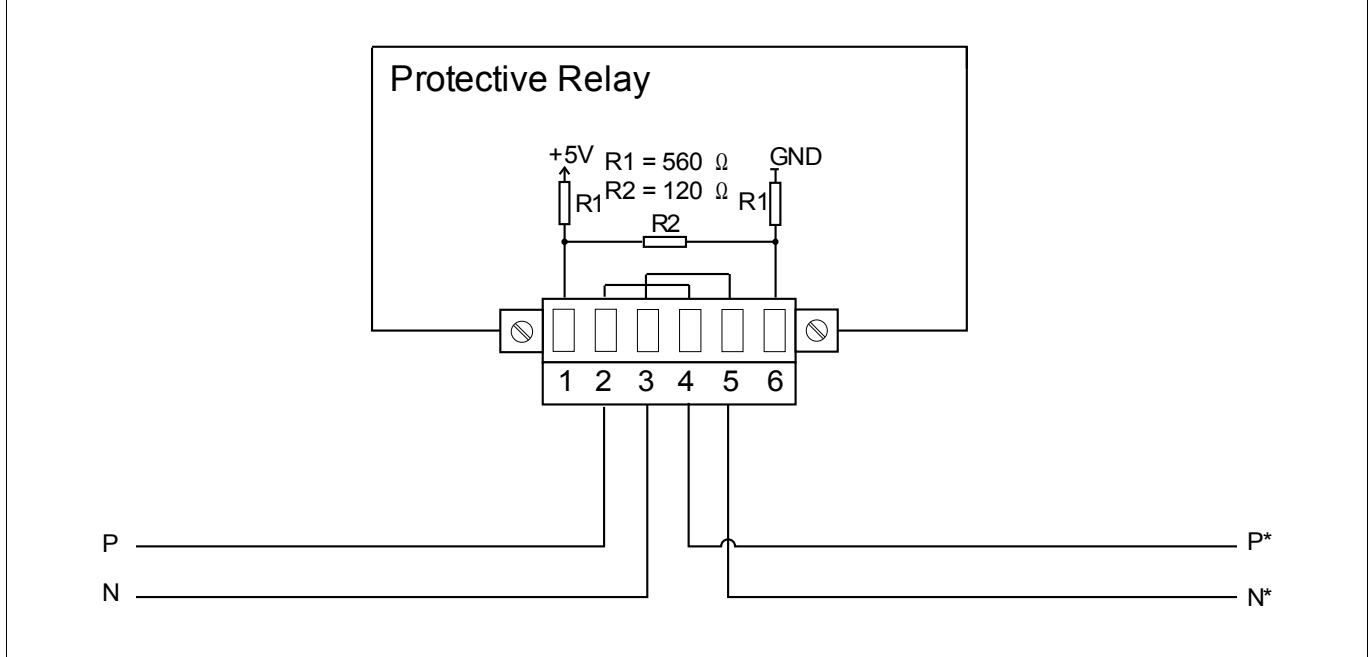 Protective Relay
+5V R1 = 560 Ω GND
R2 = 120 Ω
R1 R1
R2
1 2 3 4 5 6
P P*
N N*